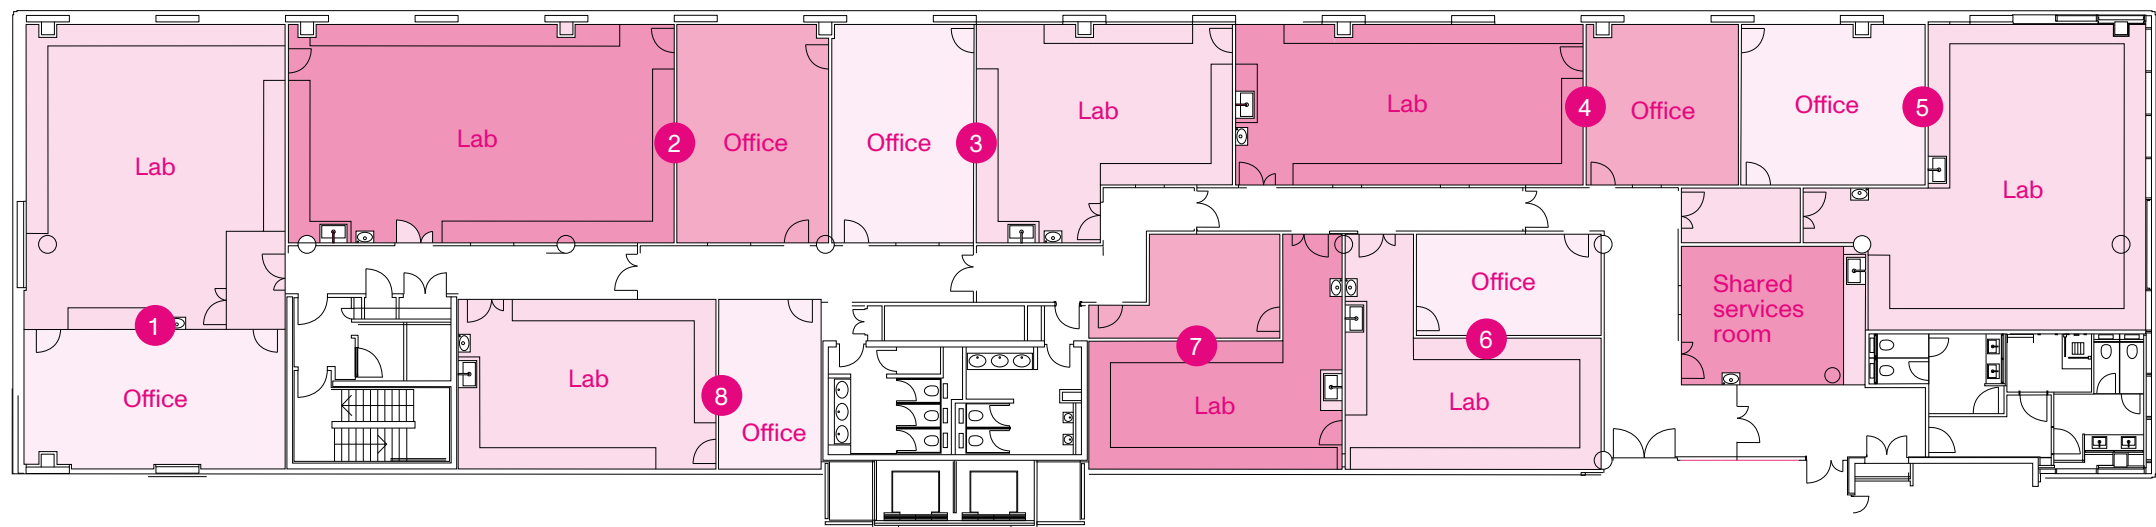 Lab
1
Office
Lab
2
Office
Office
3
Lab
Lab
4
Office
Office
5
Lab
Shared
services
room
Office
6
Lab
7
Lab
Lab
8
Office